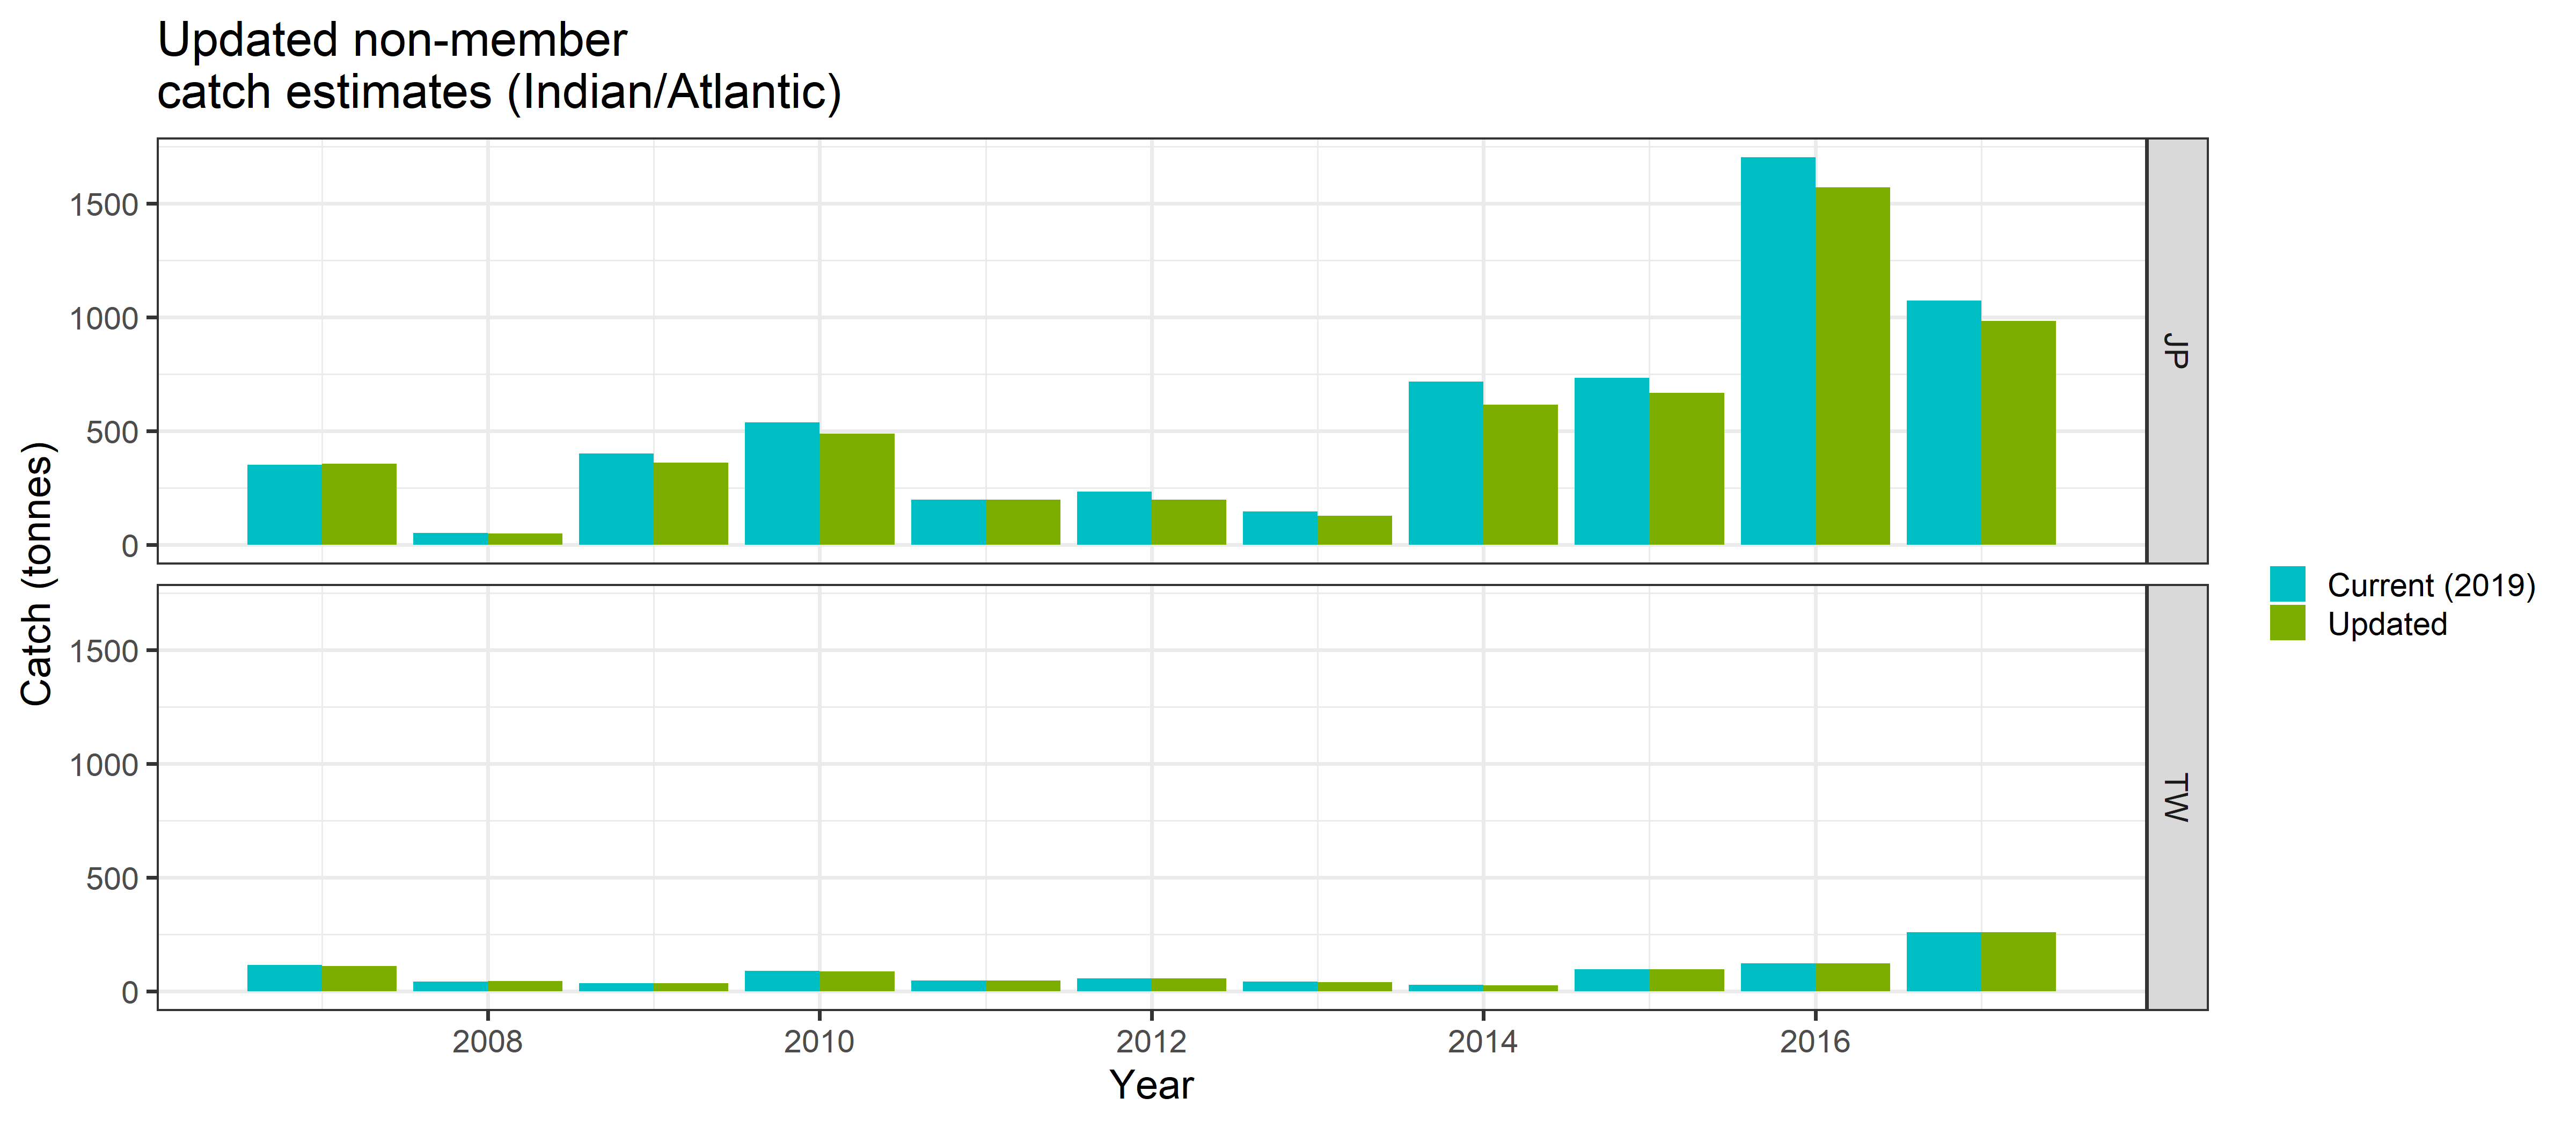 Updated non-member
catch estimates (Indian/Atlantic)
Catch (tonnes)
1500
1000
500
0
JP
1500
1000
500
0
TW
2008
2010
2012
2014
2016
Year
Current (2019)
Updated